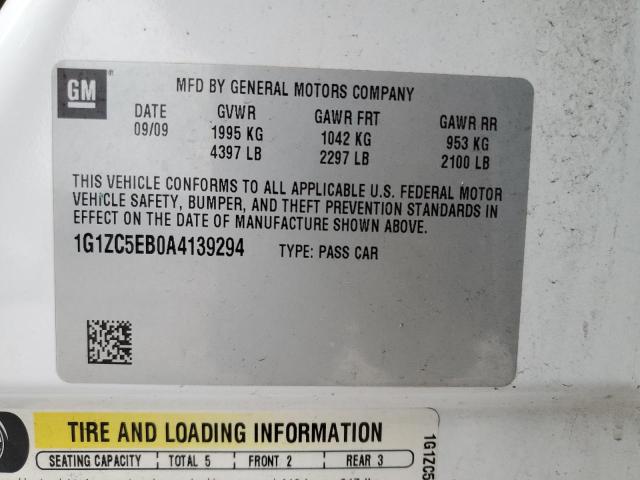 GM
MFD BY GENERAL MOTORS COMPANY
DATE GVWR GAWR FRT GAWR RR
09/09 1995 KG 1042 KG 953 KG
4397 LB 2297 LB 2100 LB
THIS VEHICLE CONFORMS TO ALL APPLICABLE U.S. FEDERAL MOTOR
VEHICLE SAFETY, BUMPER, AND THEFT PREVENTION STANDARDS IN
EFFECT ON THE DATE OF MANUFACTURE SHOWN ABOVE.
1G1ZC5EB0A4139294 TYPE: PASS CAR
TIRE AND LOADING INFORMATION
SEATING CAPACITY TOTAL 5 FRONT 2 REAR 3
1G1ZC5